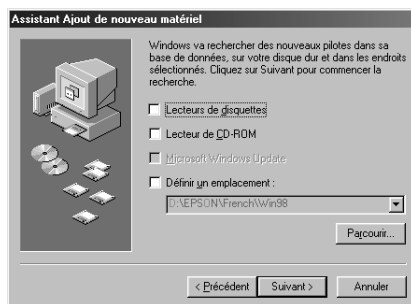 Assistant Ajout de nouveau matériel
Windows va rechercher des nouveaux pilotes dans sa
base de données, sur votre disque dur et dans les endroits
sélectionnés. Cliquez sur Suivant pour commencer la
recherche.
Lecteurs de disquettes
Lecteur de CD-ROM
Microsoft Windows Update
Définir un emplacement :
D:\EPSON\French\Win98
Parcourir...
< Précédent
Suivant >
Annuler